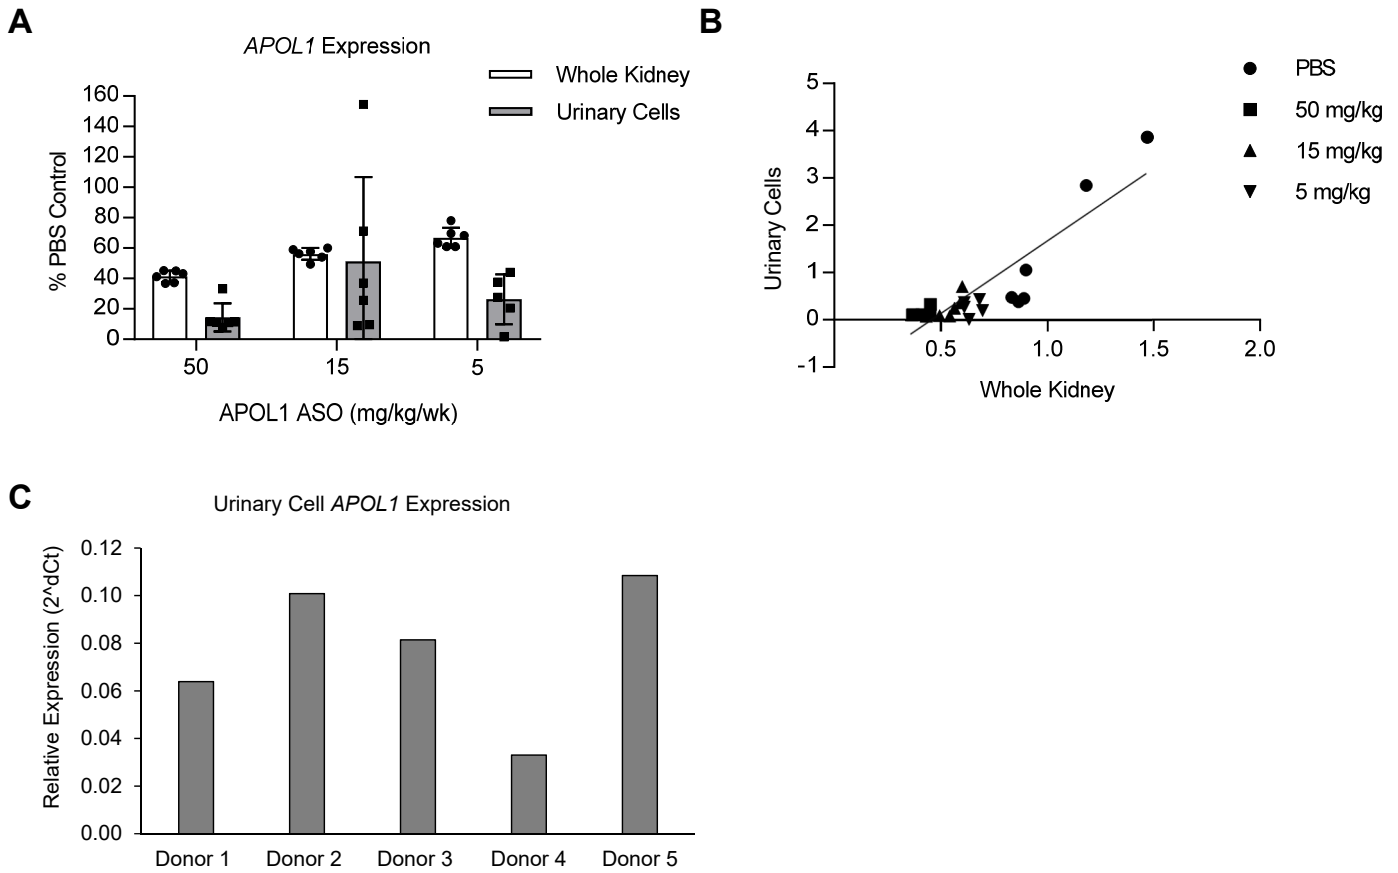 A
APOL1 Expression
Whole Kidney
Urinary Cells
% PBS Control
160
140
120
100
80
60
40
20
0
50
15
5
APOL1 ASO (mg/kg/wk)
B
PBS
50 mg/kg
15 mg/kg
5 mg/kg
Urinary Cells
5
4
3
2
1
0
-1
0.5
1.0
1.5
2.0
Whole Kidney
C
Urinary Cell APOL1 Expression
Relative Expression (2^dCt)
0.12
0.10
0.08
0.06
0.04
0.02
0.00
Donor 1
Donor 2
Donor 3
Donor 4
Donor 5